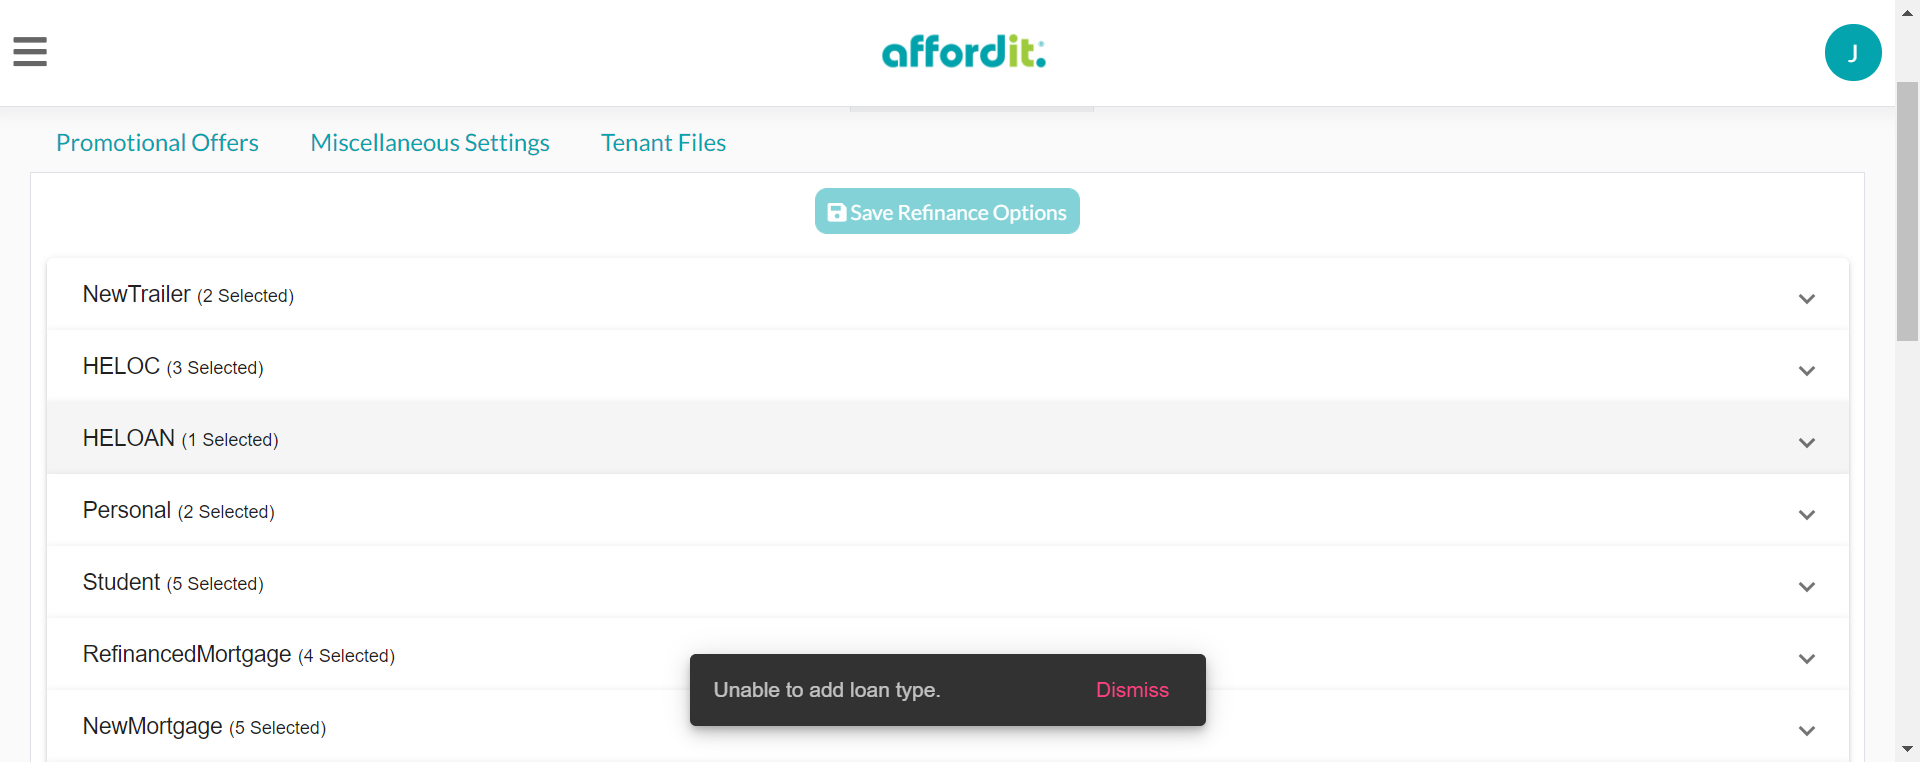 affordit:
J
Promotional Offers Miscellaneous Settings Tenant Files
Save Refinance Options
NewTrailer (2 Selected)
HELOC (3 Selected)
HELOAN (1 Selected)
Personal (2 Selected)
Student (5 Selected)
RefinancedMortgage (4 Selected)
Unable to add loan type. Dismiss
NewMortgage (5 Selected)